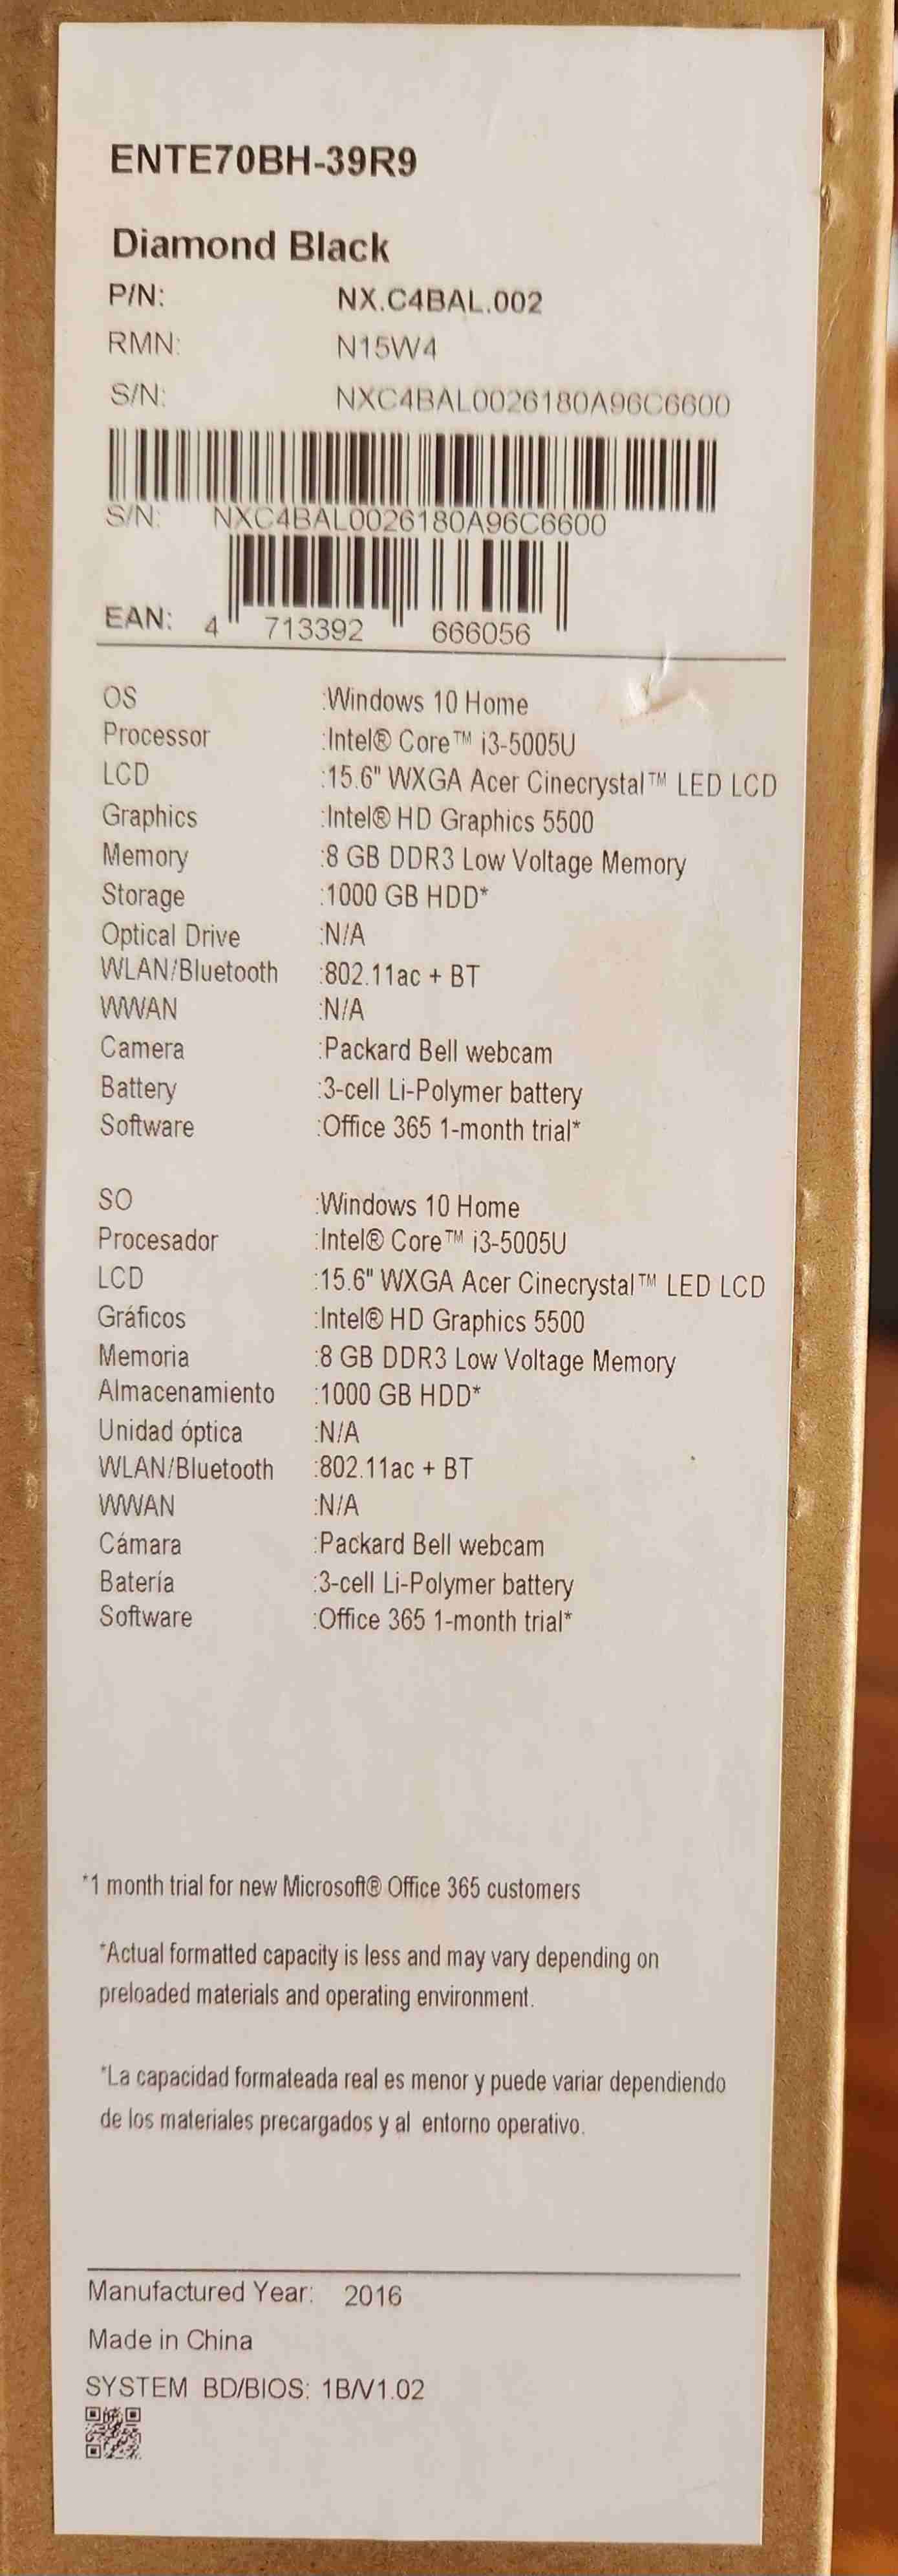 ENTE70BH-39R9
Diamond Black
P/N: NX.C4BAL.002
RMN: N15W4
S/N: NXC4BAL0026180A96C6600
S/N: NXC4BAL0026180A96C6600
EAN: 4 713392 666056
OS :Windows 10 Home
Processor :Intel® Core™ i3-5005U
LCD :15.6" WXGA Acer Cinecrystal™ LED LCD
Graphics :Intel® HD Graphics 5500
Memory :8 GB DDR3 Low Voltage Memory
Storage :1000 GB HDD*
Optical Drive :N/A
WLAN/Bluetooth :802.11ac + BT
WWAN :N/A
Camera :Packard Bell webcam
Battery :3-cell Li-Polymer battery
Software :Office 365 1-month trial*
SO :Windows 10 Home
Procesador :Intel® Core™ i3-5005U
LCD :15.6" WXGA Acer Cinecrystal™ LED LCD
Gráficos :Intel® HD Graphics 5500
Memoria :8 GB DDR3 Low Voltage Memory
Almacenamiento :1000 GB HDD*
Unidad óptica :N/A
WLAN/Bluetooth :802.11ac + BT
WWAN :N/A
Cámara :Packard Bell webcam
Batería :3-cell Li-Polymer battery
Software :Office 365 1-month trial*
*1 month trial for new Microsoft® Office 365 customers
*Actual formatted capacity is less and may vary depending on
preloaded materials and operating environment.
*La capacidad formateada real es menor y puede variar dependiendo
de los materiales precargados y al entorno operativo.
Manufactured Year: 2016
Made in China
SYSTEM BD/BIOS: 1B/V1.02